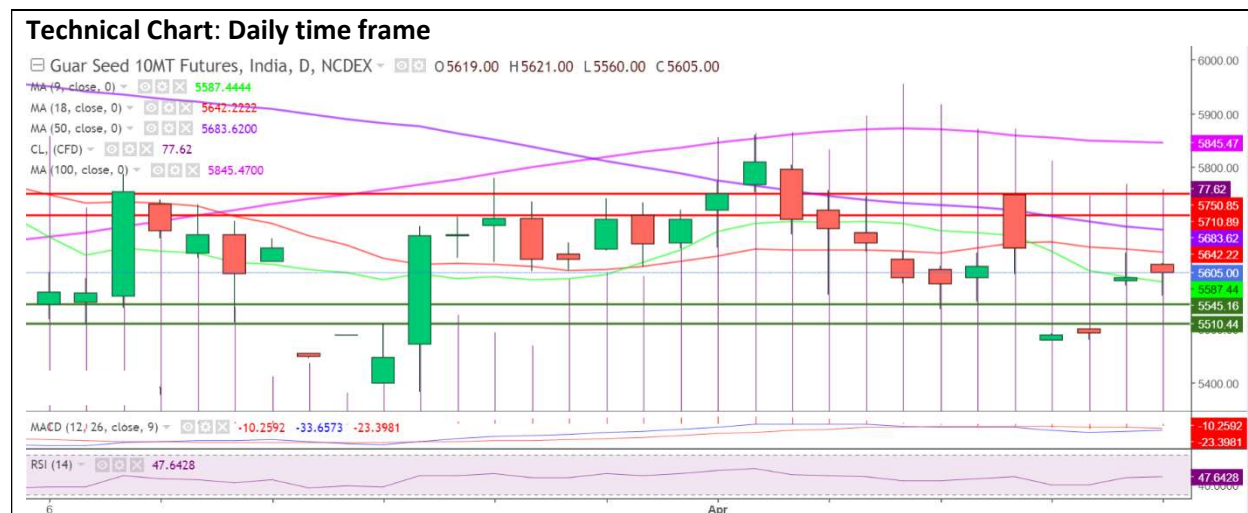 Technical Chart: Daily time frame
Guar Seed 10MT Futures, India, D, NCDEX O5619.00 H5621.00 L5560.00 C5605.00
MA (9, close, 0) 5587.4444
MA (18, close, 0) 5642.2222
MA (50, close, 0) 5683.6200
CL, (CFD) 77.62
MA (100, close, 0) 5845.4700
6000.00
5900.00
5845.47
5800.00
77.62
5750.85
5710.89
5683.62
5642.22
5605.00
5587.44
5545.16
5510.44
5400.00
MACD (12, 26, close, 9) -10.2592 -33.6573 -23.3981
-10.2592
-23.3981
RSI (14) 47.6428
47.6428
40.0000
6 Apr